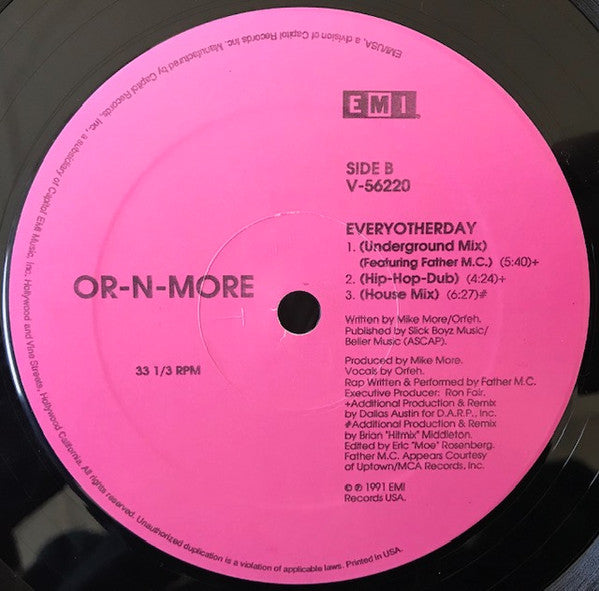 EMI
SIDE B
V-56220
EVERYOTHERDAY
1. (Underground Mix)
(Featuring Father M.C.) (5:40)+
2. (Hip-Hop-Dub) (4:24)+
3. (House Mix) (6:27)#
OR-N-MORE
33 1/3 RPM
Written by Mike More/Orfeh.
Published by Slick Boyz Music/
Beller Music (ASCAP).
Produced by Mike More.
Vocals by Orfeh.
Rap Written & Performed by Father M.C.
Executive Producer: Ron Fair.
+Additional Production & Remix
by Dallas Austin for D.A.R.P., Inc.
#Additional Production & Remix
by Brian "Hitmix" Middleton.
Edited by Eric "Moe" Rosenberg.
Father M.C. Appears Courtesy
of Uptown/MCA Records, Inc.
© ℗ 1991 EMI
Records USA.
EMI/USA, a division of Capitol Records Inc. Manufactured by Capitol Records, Inc., a subsidiary of Capitol EMI Music, Inc., Hollywood and Vine Streets, Hollywood California. All rights reserved. Unauthorized duplication is a violation of applicable laws. Printed in USA.